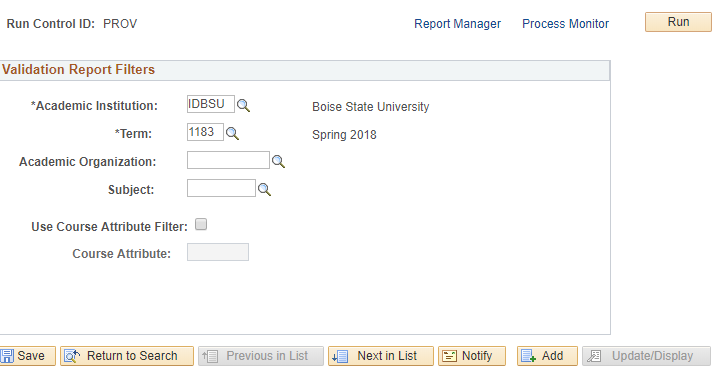 Run Control ID: PROV Report Manager Process Monitor Run
Validation Report Filters
*Academic Institution: IDBSU Boise State University
*Term: 1183 Spring 2018
Academic Organization:
Subject:
Use Course Attribute Filter:
Course Attribute:
Save Return to Search Previous in List Next in List Notify Add Update/Display